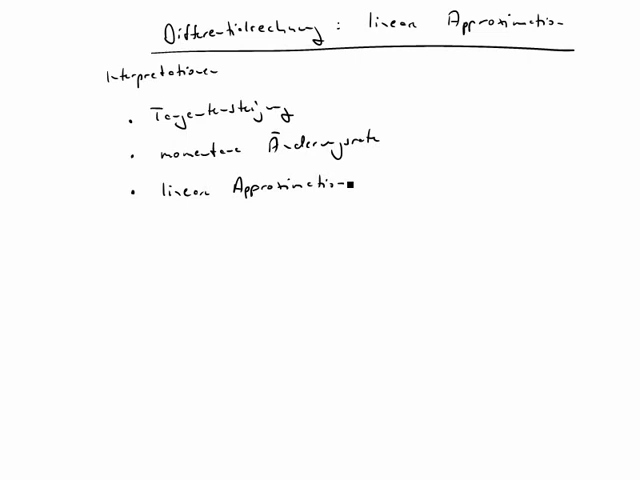 Differentialrechnung : lineare Approximation
Interpretationen
• Tangentensteigung
• momentane Änderungsrate
• lineare Approximation